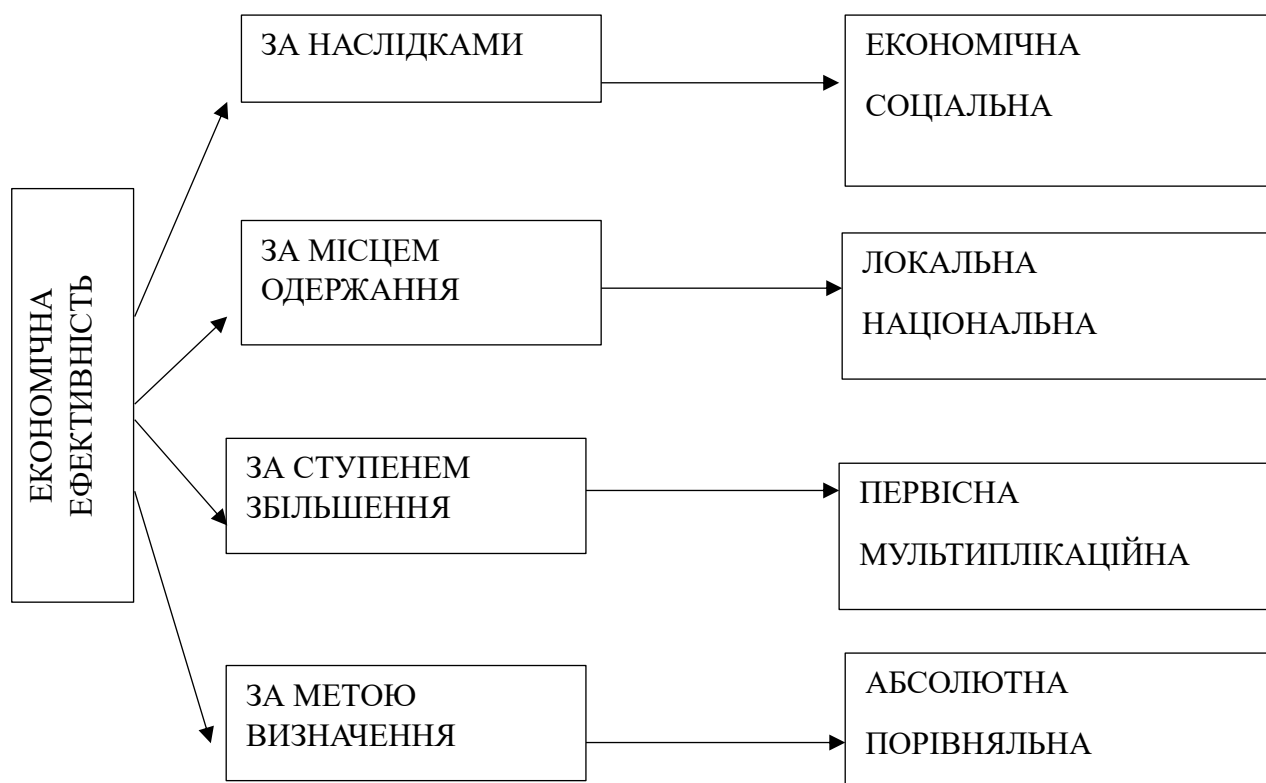 ЕКОНОМІЧНА
ЕФЕКТИВНІСТЬ
ЗА НАСЛІДКАМИ
ЕКОНОМІЧНА
СОЦІАЛЬНА
ЗА МІСЦЕМ
ОДЕРЖАННЯ
ЛОКАЛЬНА
НАЦІОНАЛЬНА
ЗА СТУПЕНЕМ
ЗБІЛЬШЕННЯ
ПЕРВІСНА
МУЛЬТИПЛІКАЦІЙНА
ЗА МЕТОЮ
ВИЗНАЧЕННЯ
АБСОЛЮТНА
ПОРІВНЯЛЬНА